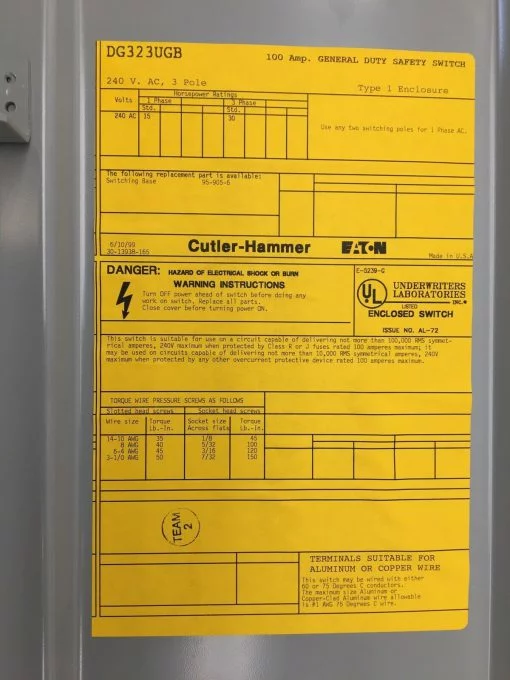 DG323UGB
100 Amp. GENERAL DUTY SAFETY SWITCH
240 V. AC, 3 Pole
Type 1 Enclosure
Horsepower Ratings
Volts 1 Phase 3 Phase
Std. Std.
240 AC 15 30
Use any two switching poles for 1 Phase AC.
The following replacement part is available:
Switching Base 95-905-6
6/10/99
30-13938-165
Cutler-Hammer
EATON
Made in U.S.A
DANGER: HAZARD OF ELECTRICAL SHOCK OR BURN
WARNING INSTRUCTIONS
Turn OFF power ahead of switch before doing any
work on switch. Replace all parts.
Close cover before turning power ON.
E-5239-G
UL
UNDERWRITERS
LABORATORIES
INC.®
LISTED
ENCLOSED SWITCH
ISSUE NO. AL-72
This switch is suitable for use on a circuit capable of delivering not more than 100,000 RMS symmet-
rical amperes, 240V maximum when protected by Class R or J fuses rated 100 amperes maximum; it
may be used on circuits capable of delivering not more than 10,000 RMS symmetrical amperes, 240V
maximum when protected by any other overcurrent protective device rated 100 amperes maximum.
TORQUE WIRE PRESSURE SCREWS AS FOLLOWS
Slotted head screws Socket head screws
Wire size Torque Socket size Torque
Lb.-In. Across flats Lb.-In.
14-10 AWG 35 1/8 45
8 AWG 40 5/32 100
6-4 AWG 45 3/16 120
3-1/0 AWG 50 7/32 150
TEAM
2
TERMINALS SUITABLE FOR
ALUMINUM OR COPPER WIRE
This switch may be wired with either
60 or 75 Degrees C conductors.
The maximum size Aluminum or
Copper-Clad Aluminum wire allowable
is #1 AWG 75 Degrees C wire.